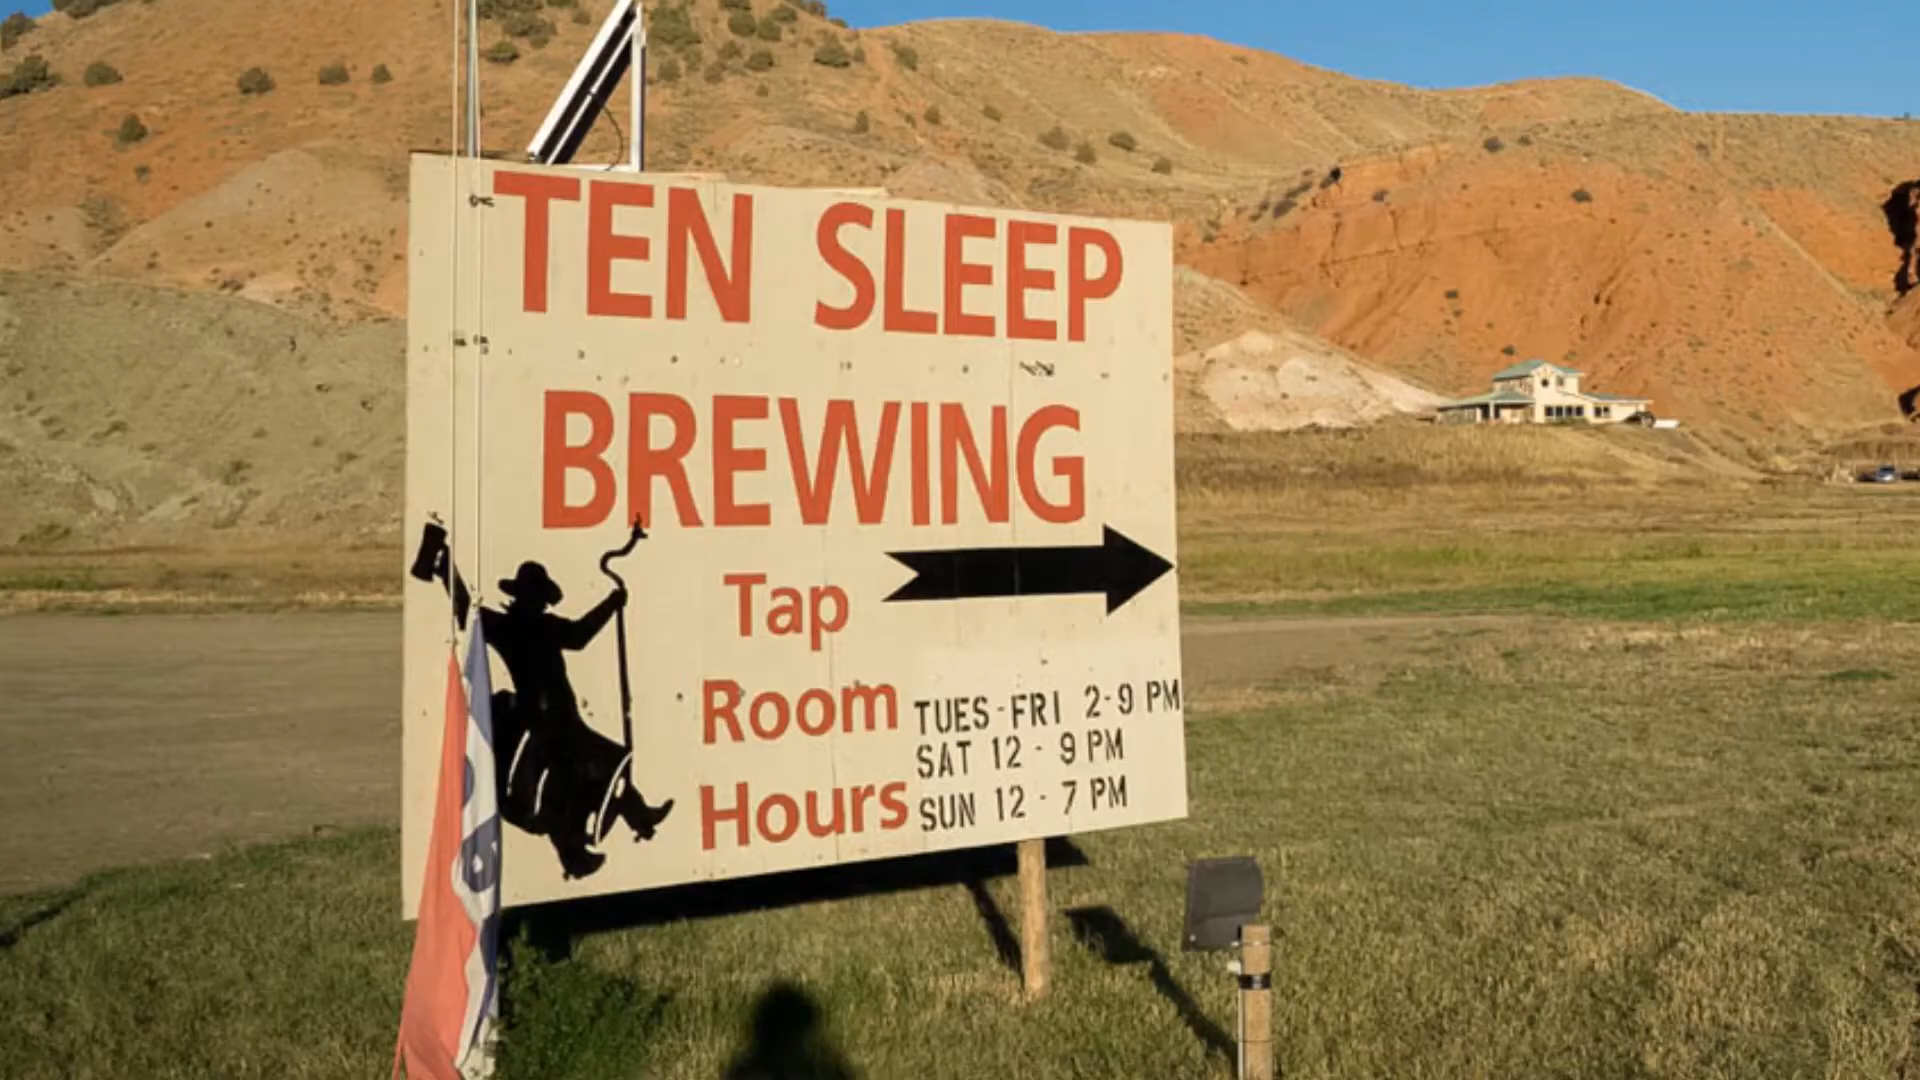 TEN SLEEP
BREWING
Tap
Room
Hours
TUES-FRI 2-9 PM
SAT 12 - 9 PM
SUN 12 - 7 PM